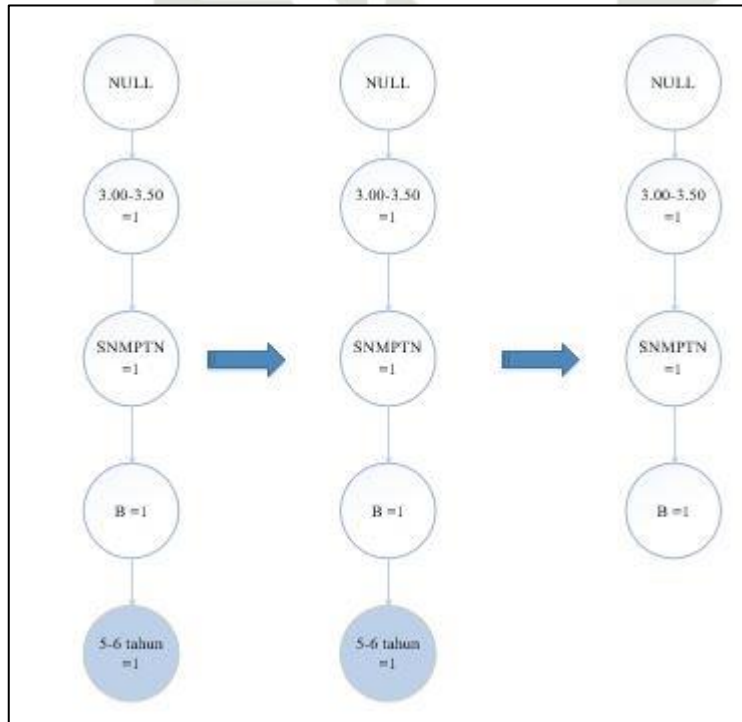 NULL
3.00-3.50
=1
SNMPTN
=1
B =1
5-6 tahun
=1
NULL
3.00-3.50
=1
SNMPTN
=1
B =1
5-6 tahun
=1
NULL
3.00-3.50
=1
SNMPTN
=1
B =1